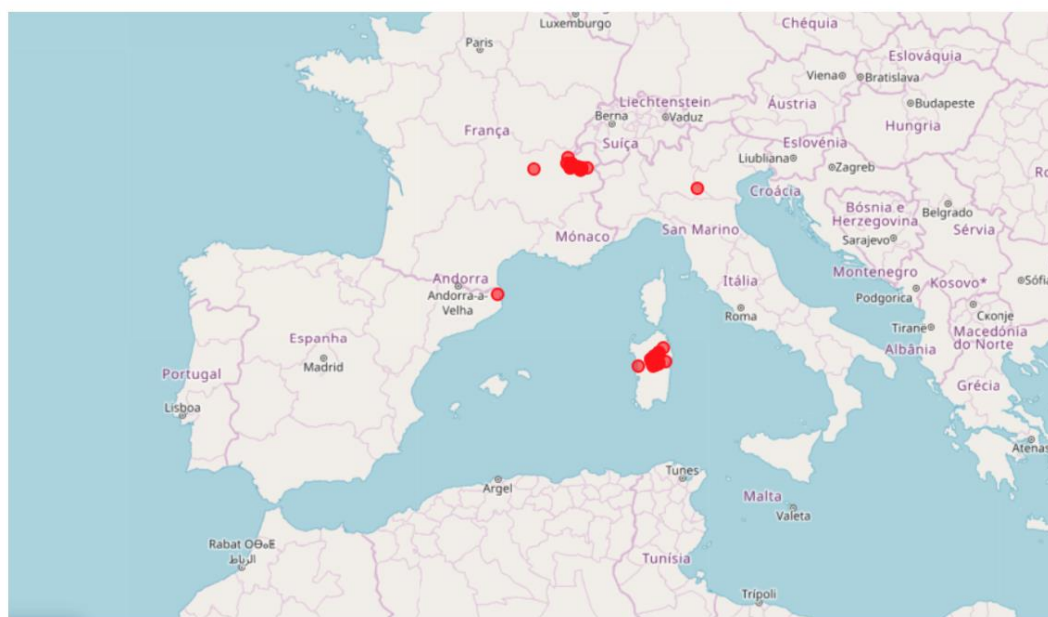 Luxemburgo
Chéquia
Paris
Eslováquia
Viena
Bratislava
Liechtenstein
Áustria
Budapeste
Berna
Vaduz
Hungria
França
Suíça
Eslovénia
Liubliana
Zagreb
Croácia
Bósnia e
Herzegovina
Belgrado
Mónaco
San Marino
Sarajevo
Sérvia
Montenegro
Kosovo*
Sófia
Andorra
Andorra-a-
Velha
Itália
Podgorica
Roma
Скопје
Tirane
Macedónia
do Norte
Espanha
Albânia
Madrid
Portugal
Grécia
Lisboa
Atenas
Tunes
Argel
Malta
Valeta
Rabat ⵔⴱⴰⵟ
الرباط
Tunísia
Trípoli